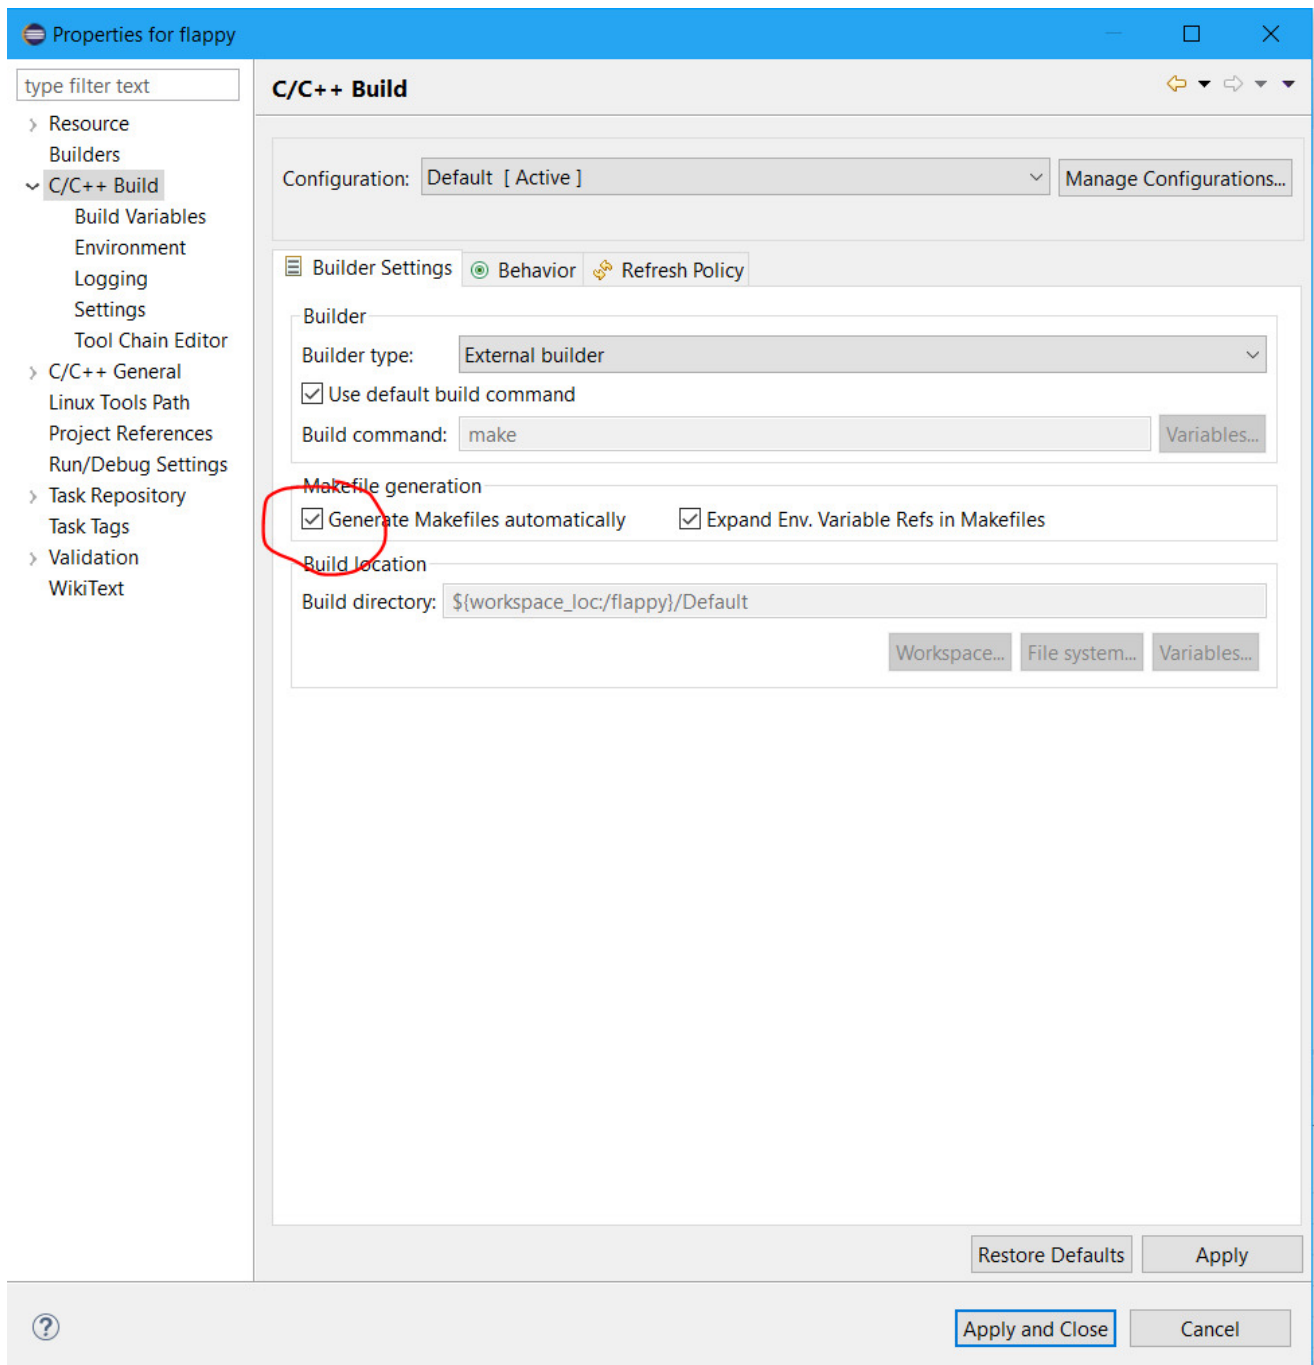 Properties for flappy
type filter text
Resource
Builders
C/C++ Build
Build Variables
Environment
Logging
Settings
Tool Chain Editor
C/C++ General
Linux Tools Path
Project References
Run/Debug Settings
Task Repository
Task Tags
Validation
WikiText
C/C++ Build
Configuration: Default [ Active ] Manage Configurations...
Builder Settings Behavior Refresh Policy
Builder
Builder type: External builder
Use default build command
Build command: make Variables...
Makefile generation
Generate Makefiles automatically Expand Env. Variable Refs in Makefiles
Build location
Build directory: ${workspace_loc:/flappy}/Default
Workspace... File system... Variables...
Restore Defaults Apply
Apply and Close Cancel